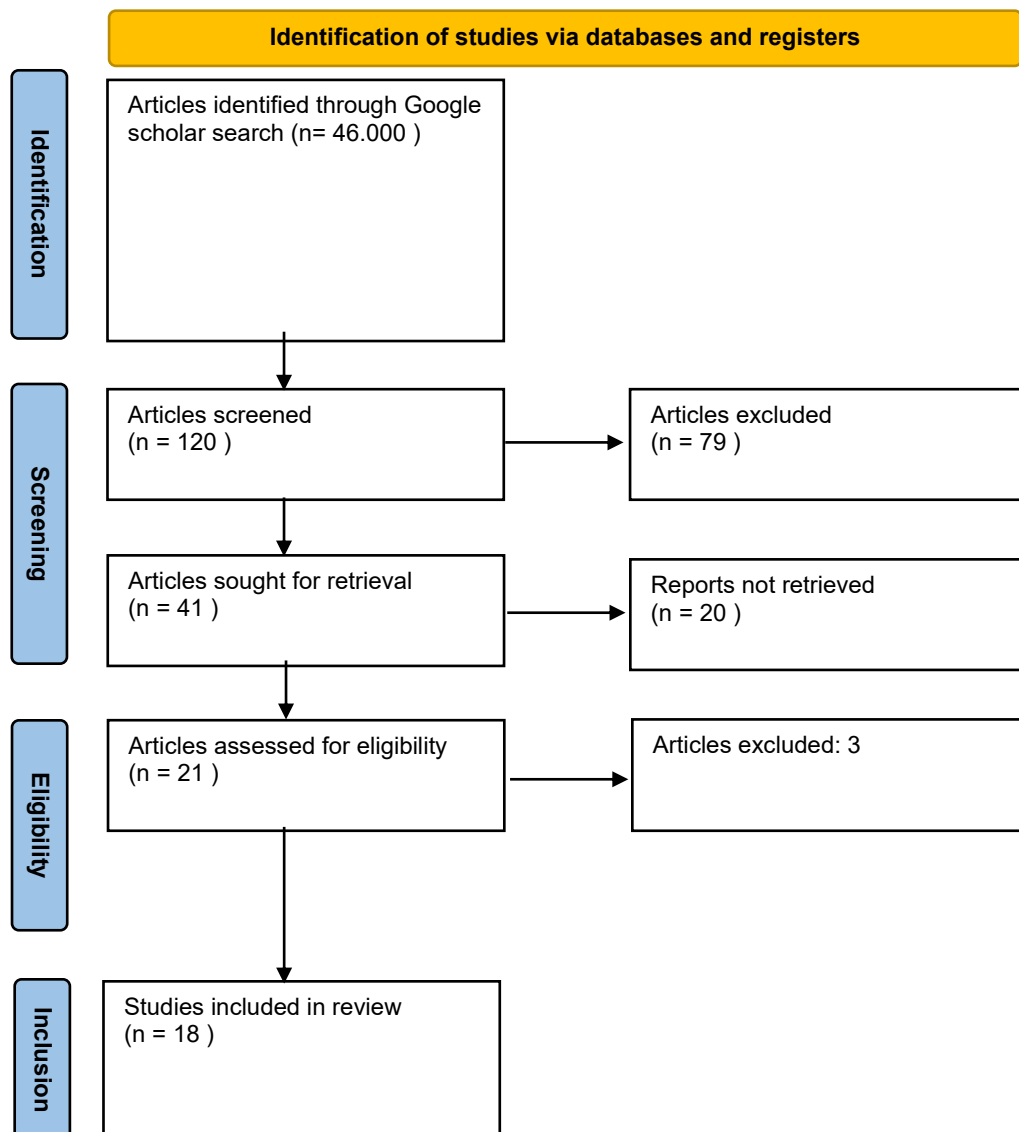 Identification of studies via databases and registers
Identification
Articles identified through Google
scholar search (n= 46.000 )
Screening
Articles screened
(n = 120 )
Articles excluded
(n = 79 )
Articles sought for retrieval
(n = 41 )
Reports not retrieved
(n = 20 )
Eligibility
Articles assessed for eligibility
(n = 21 )
Articles excluded: 3
Inclusion
Studies included in review
(n = 18 )